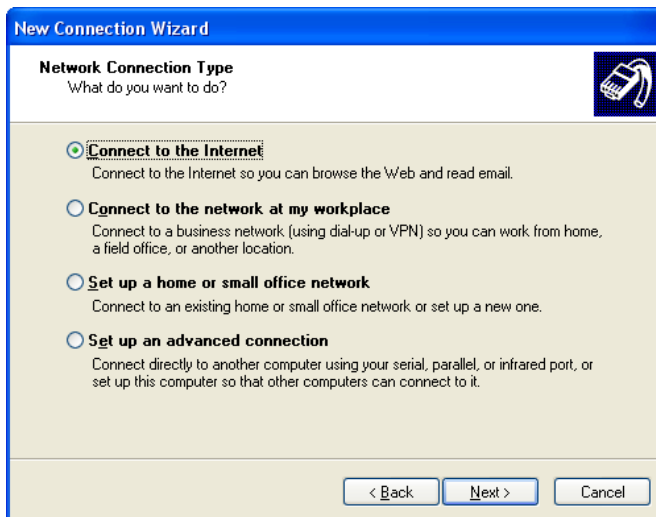 New Connection Wizard
Network Connection Type
What do you want to do?
Connect to the Internet
Connect to the Internet so you can browse the Web and read email.
Connect to the network at my workplace
Connect to a business network (using dial-up or VPN) so you can work from home,
a field office, or another location.
Set up a home or small office network
Connect to an existing home or small office network or set up a new one.
Set up an advanced connection
Connect directly to another computer using your serial, parallel, or infrared port, or
set up this computer so that other computers can connect to it.
< Back Next > Cancel